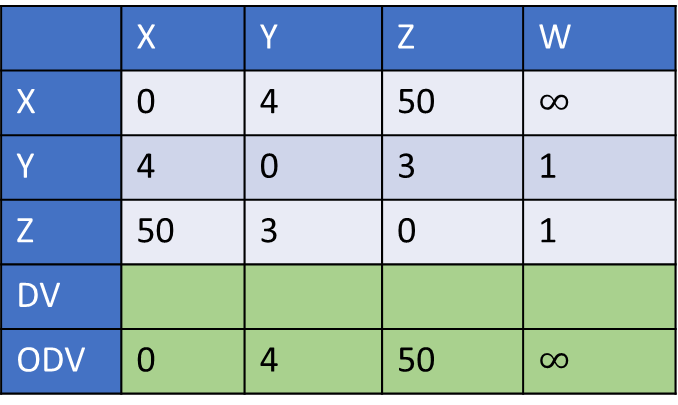 X Y Z W
X 0 4 50 ∞
Y 4 0 3 1
Z 50 3 0 1
DV
ODV 0 4 50 ∞